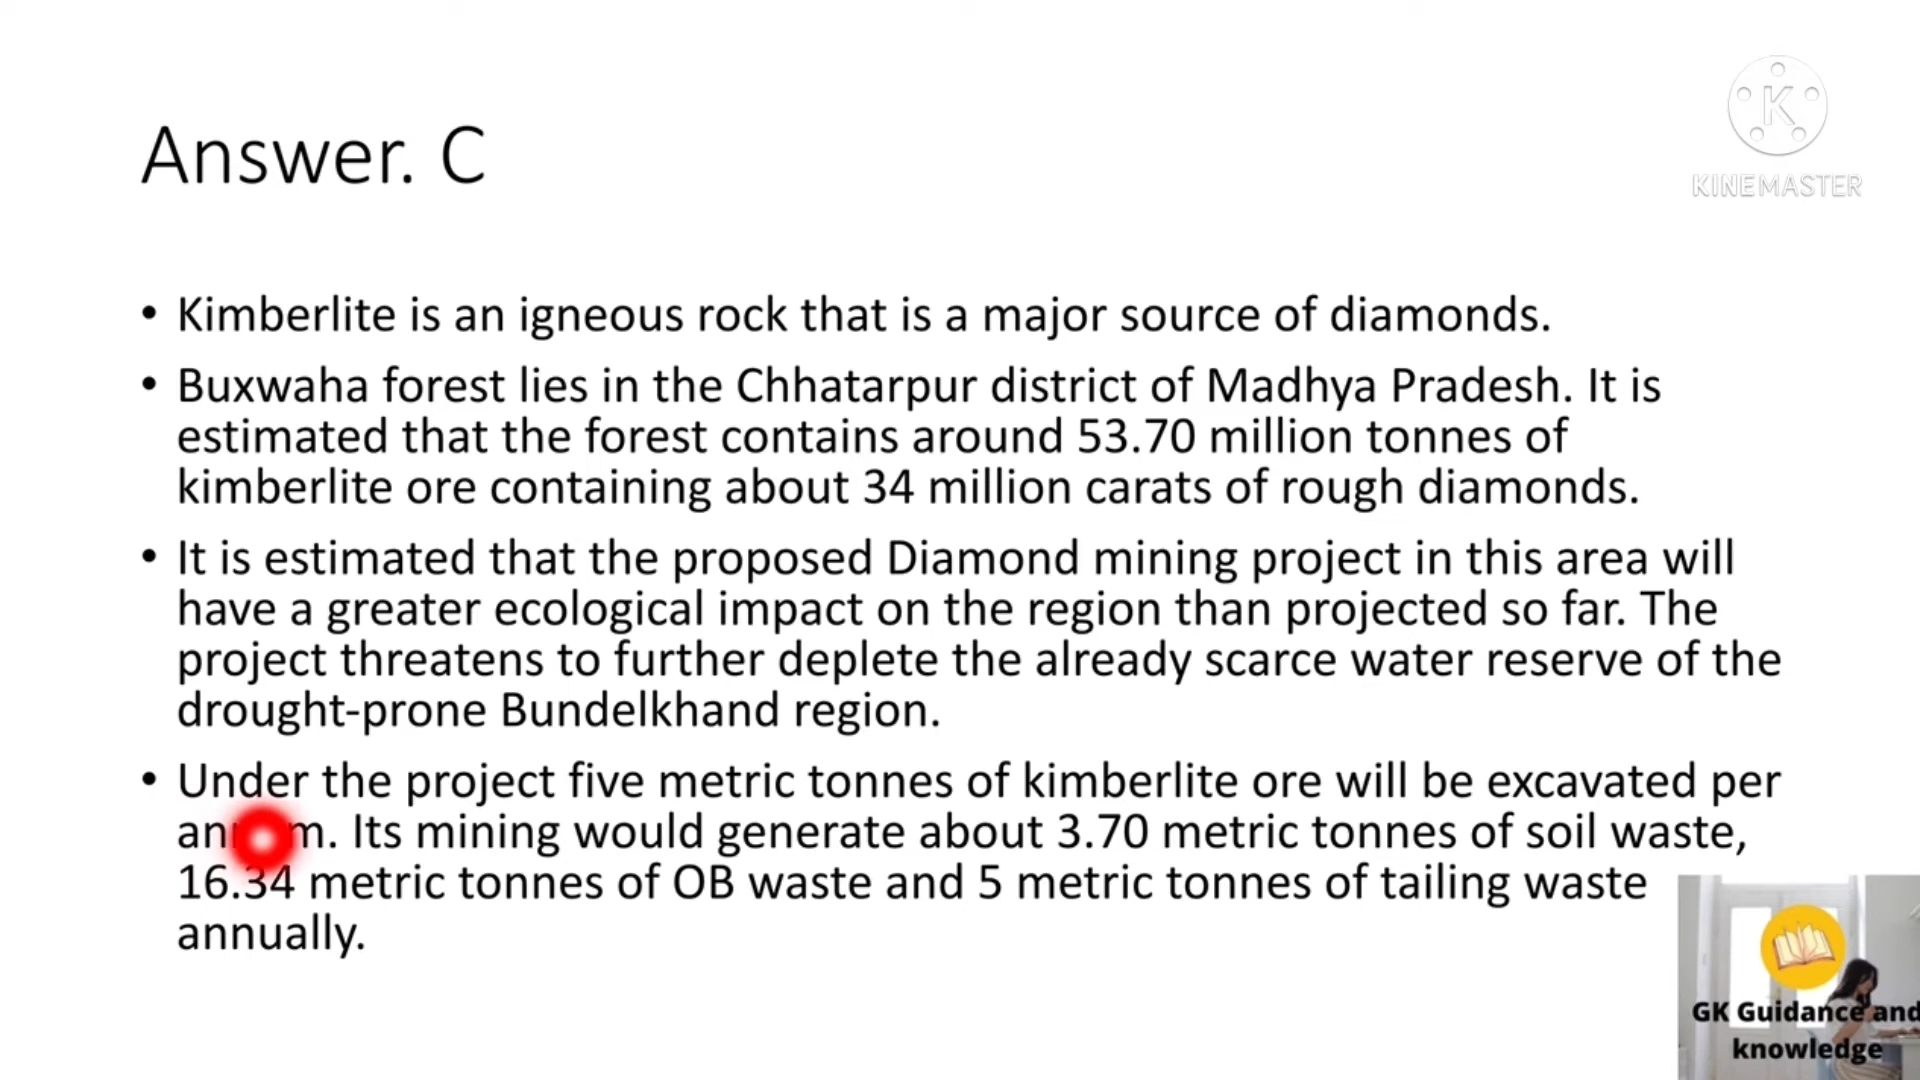 Answer. C
K
KINEMASTER
• Kimberlite is an igneous rock that is a major source of diamonds.
• Buxwaha forest lies in the Chhatarpur district of Madhya Pradesh. It is
estimated that the forest contains around 53.70 million tonnes of
kimberlite ore containing about 34 million carats of rough diamonds.
• It is estimated that the proposed Diamond mining project in this area will
have a greater ecological impact on the region than projected so far. The
project threatens to further deplete the already scarce water reserve of the
drought-prone Bundelkhand region.
• Under the project five metric tonnes of kimberlite ore will be excavated per
annum. Its mining would generate about 3.70 metric tonnes of soil waste,
16.34 metric tonnes of OB waste and 5 metric tonnes of tailing waste
annually.
GK Guidance and
knowledge